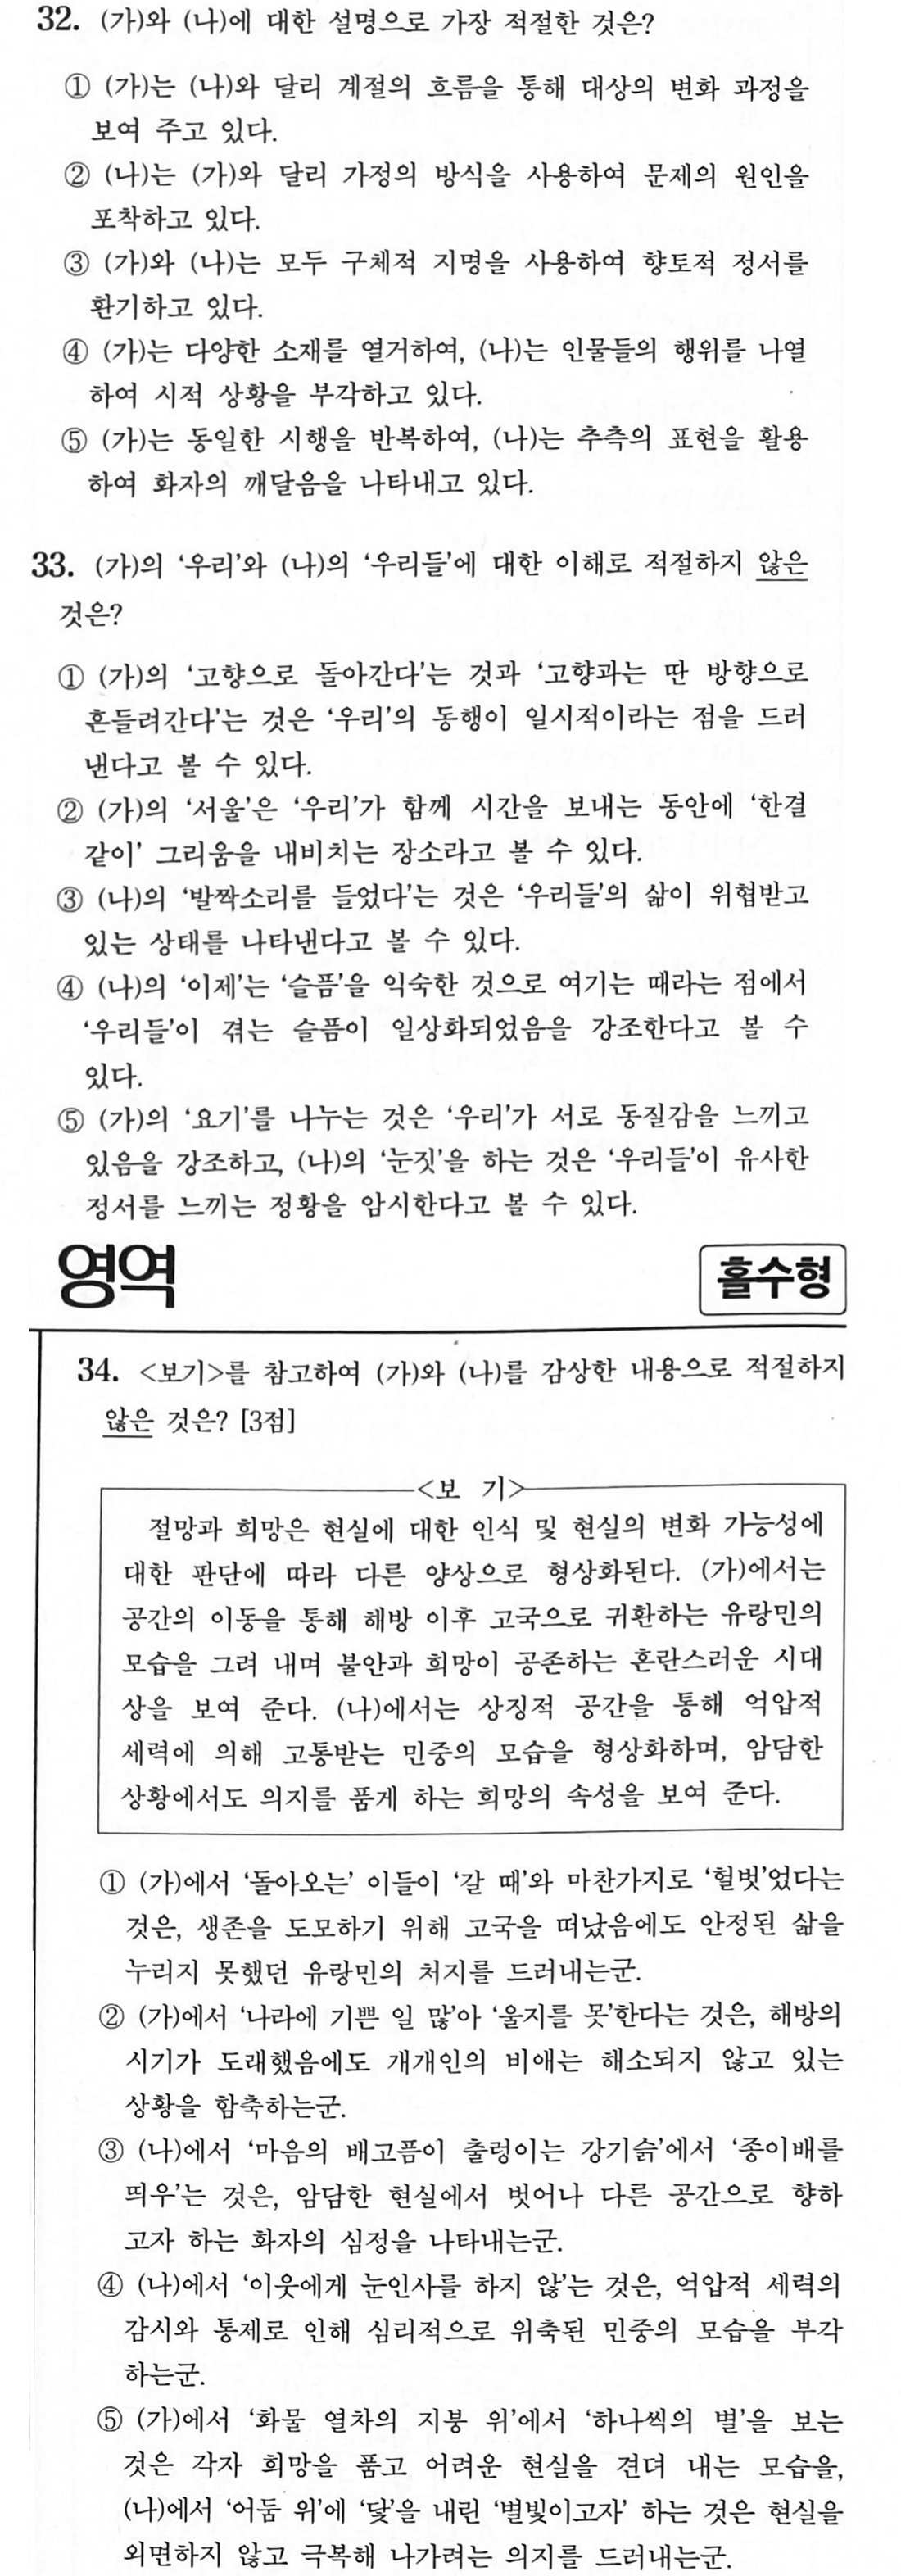 32. (가)와 (나)에 대한 설명으로 가장 적절한 것은?
① (가)는 (나)와 달리 계절의 흐름을 통해 대상의 변화 과정을
보여 주고 있다.
② (나)는 (가)와 달리 가정의 방식을 사용하여 문제의 원인을
포착하고 있다.
③ (가)와 (나)는 모두 구체적 지명을 사용하여 향토적 정서를
환기하고 있다.
④ (가)는 다양한 소재를 열거하여, (나)는 인물들의 행위를 나열
하여 시적 상황을 부각하고 있다.
⑤ (가)는 동일한 시행을 반복하여, (나)는 추측의 표현을 활용
하여 화자의 깨달음을 나타내고 있다.
33. (가)의 ‘우리’와 (나)의 ‘우리들’에 대한 이해로 적절하지 않은
것은?
① (가)의 ‘고향으로 돌아간다’는 것과 ‘고향과는 딴 방향으로
흔들려간다’는 것은 ‘우리’의 동행이 일시적이라는 점을 드러
낸다고 볼 수 있다.
② (가)의 ‘서울’은 ‘우리’가 함께 시간을 보내는 동안에 ‘한결
같이’ 그리움을 내비치는 장소라고 볼 수 있다.
③ (나)의 ‘발짝소리를 들었다’는 것은 ‘우리들’의 삶이 위협받고
있는 상태를 나타낸다고 볼 수 있다.
④ (나)의 ‘이제’는 ‘슬픔’을 익숙한 것으로 여기는 때라는 점에서
‘우리들’이 겪는 슬픔이 일상화되었음을 강조한다고 볼 수
있다.
⑤ (가)의 ‘요기’를 나누는 것은 ‘우리’가 서로 동질감을 느끼고
있음을 강조하고, (나)의 ‘눈짓’을 하는 것은 ‘우리들’이 유사한
정서를 느끼는 정황을 암시한다고 볼 수 있다.
영역
홀수형
34. <보기>를 참고하여 (가)와 (나)를 감상한 내용으로 적절하지
않은 것은? [3점]
<보 기>
절망과 희망은 현실에 대한 인식 및 현실의 변화 가능성에
대한 판단에 따라 다른 양상으로 형상화된다. (가)에서는
공간의 이동을 통해 해방 이후 고국으로 귀환하는 유랑민의
모습을 그려 내며 불안과 희망이 공존하는 혼란스러운 시대
상을 보여 준다. (나)에서는 상징적 공간을 통해 억압적
세력에 의해 고통받는 민중의 모습을 형상화하며, 암담한
상황에서도 의지를 품게 하는 희망의 속성을 보여 준다.
① (가)에서 ‘돌아오는’ 이들이 ‘갈 때’와 마찬가지로 ‘헐벗’었다는
것은, 생존을 도모하기 위해 고국을 떠났음에도 안정된 삶을
누리지 못했던 유랑민의 처지를 드러내는군.
② (가)에서 ‘나라에 기쁜 일 많’아 ‘울지를 못’한다는 것은, 해방의
시기가 도래했음에도 개개인의 비애는 해소되지 않고 있는
상황을 함축하는군.
③ (나)에서 ‘마음의 배고픔이 출렁이는 강기슭’에서 ‘종이배를
띄우’는 것은, 암담한 현실에서 벗어나 다른 공간으로 향하
고자 하는 화자의 심정을 나타내는군.
④ (나)에서 ‘이웃에게 눈인사를 하지 않’는 것은, 억압적 세력의
감시와 통제로 인해 심리적으로 위축된 민중의 모습을 부각
하는군.
⑤ (가)에서 ‘화물 열차의 지붕 위’에서 ‘하나씩의 별’을 보는
것은 각자 희망을 품고 어려운 현실을 견뎌 내는 모습을,
(나)에서 ‘어둠 위’에 ‘닻’을 내린 ‘별빛이고자’ 하는 것은 현실을
외면하지 않고 극복해 나가려는 의지를 드러내는군.